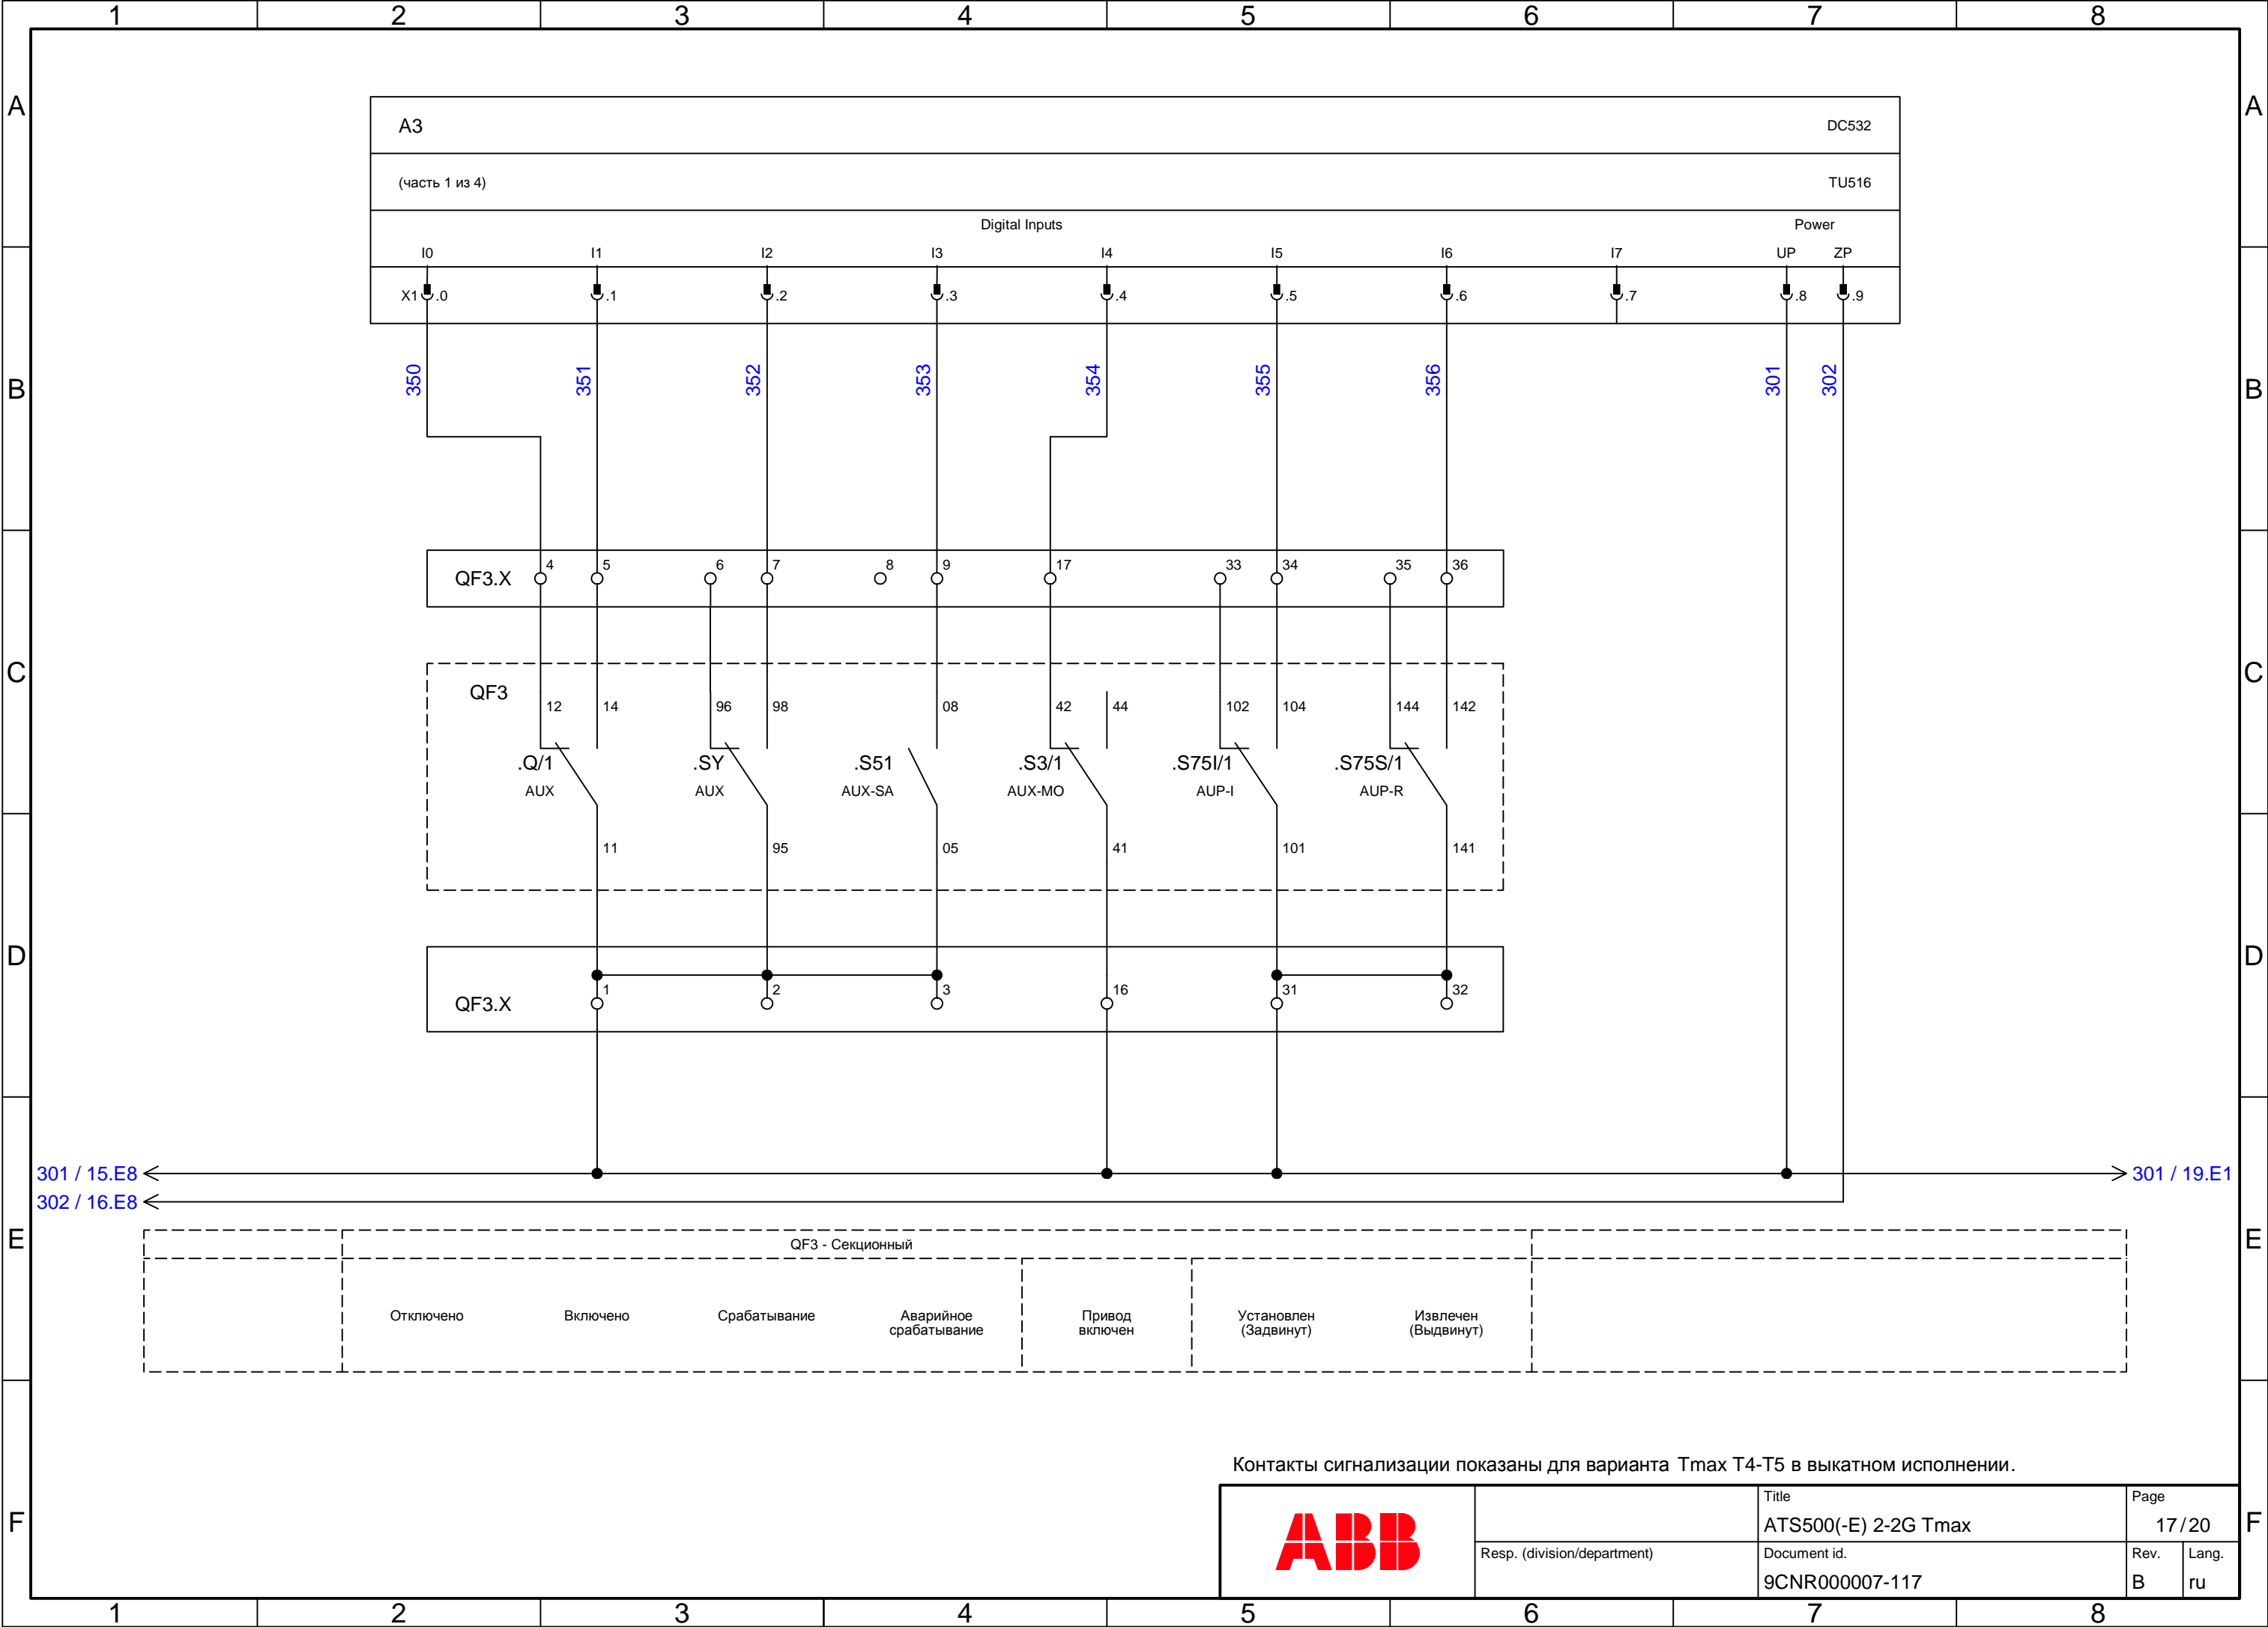 1 2 3 4 5 6 7 8
A A
A3 DC532
(часть 1 из 4) TU516
Digital Inputs Power
I0 I1 I2 I3 I4 I5 I6 I7 UP ZP
X1 .0 .1 .2 .3 .4 .5 .6 .7 .8 .9
350 351 352 353 354 355 356 301 302
B B
QF3.X 4 5 6 7 8 9 17 33 34 35 36
C C
QF3
12 14 96 98 08 42 44 102 104 144 142
.Q/1 .SY .S51 .S3/1 .S75I/1 .S75S/1
AUX AUX AUX-SA AUX-MO AUP-I AUP-R
11 95 05 41 101 141
D D
QF3.X 1 2 3 16 31 32
301 / 15.E8 301 / 19.E1
302 / 16.E8
E E
QF3 - Секционный
Отключено Включено Срабатывание Аварийное срабатывание Привод включен Установлен (Задвинут) Извлечен (Выдвинут)
Контакты сигнализации показаны для варианта Tmax T4-T5 в выкатном исполнении.
F F
ABB
Title
ATS500(-E) 2-2G Tmax
Page
17/20
Resp. (division/department)
Document id.
9CNR000007-117
Rev.
B
Lang.
ru
1 2 3 4 5 6 7 8